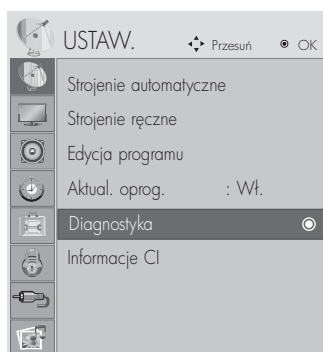 USTAW. Przesuń OK
Strojenie automatyczne
Strojenie ręczne
Edycja programu
Aktual. oprog. : Wł.
Diagnostyka
Informacje CI